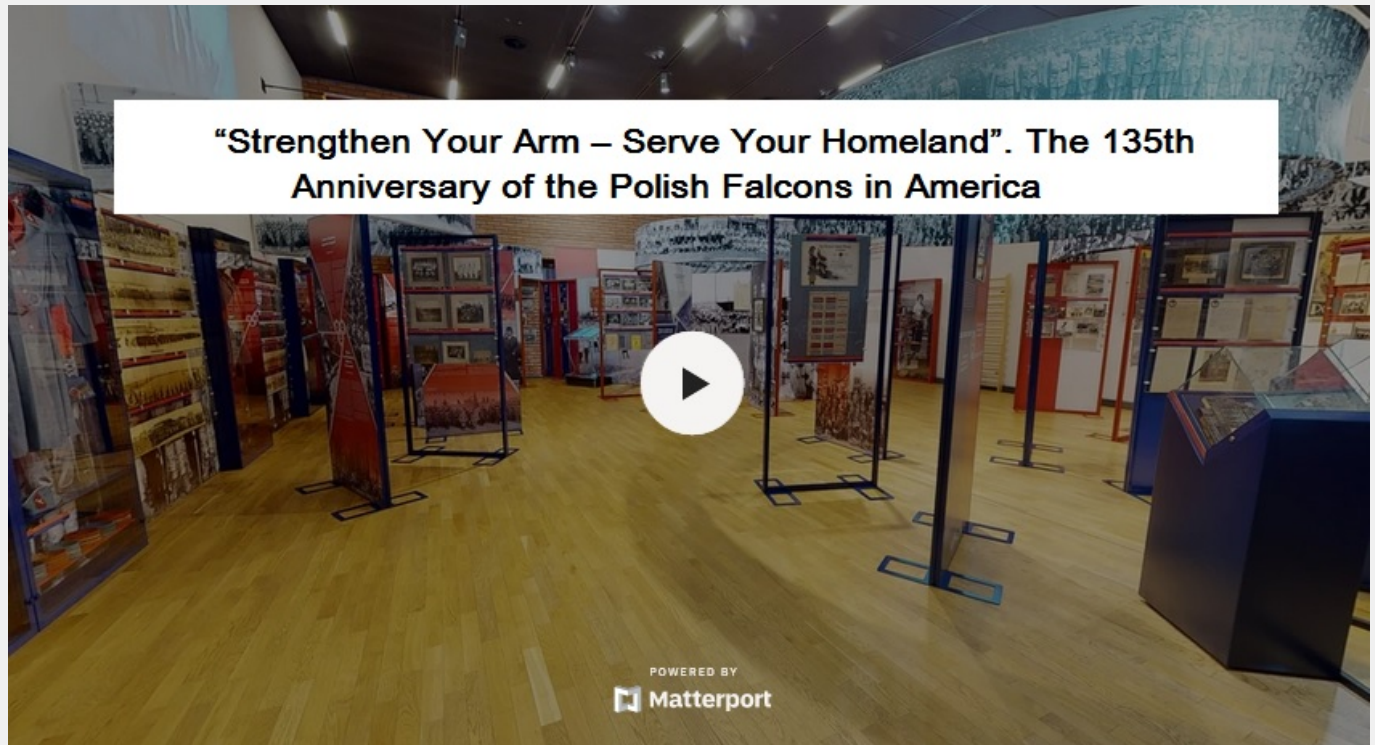 “Strengthen Your Arm – Serve Your Homeland”. The 135th
Anniversary of the Polish Falcons in America
POWERED BY
Matterport